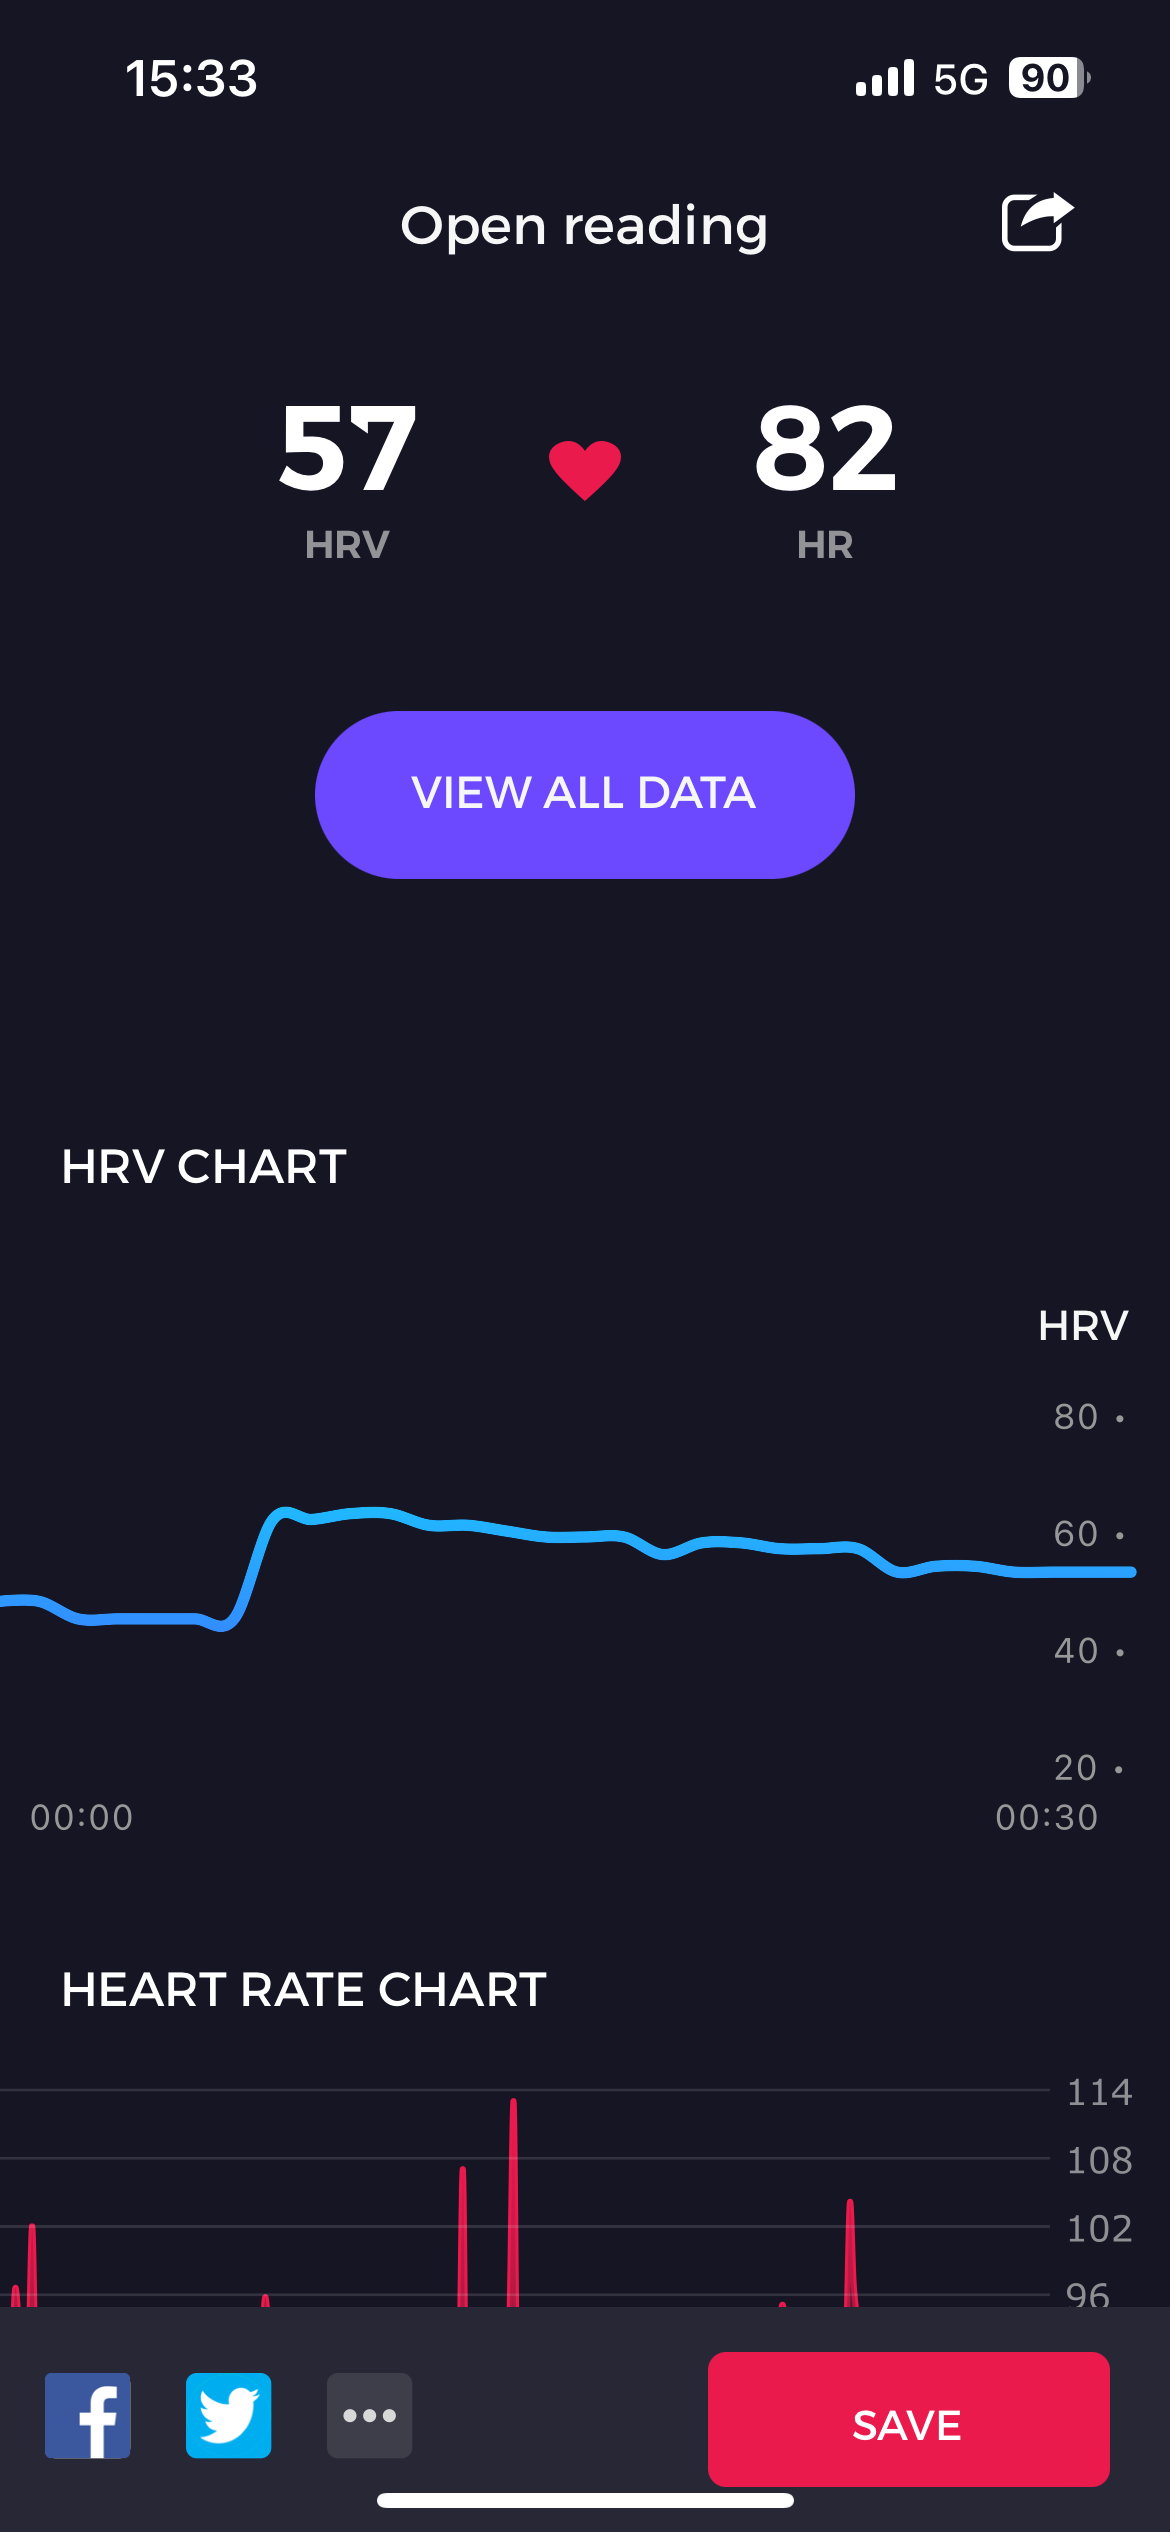 15:33 5G 90
Open reading
57 82
HRV HR
VIEW ALL DATA
HRV CHART
HRV
80
60
40
20
00:00 00:30
HEART RATE CHART
114
108
102
96
SAVE